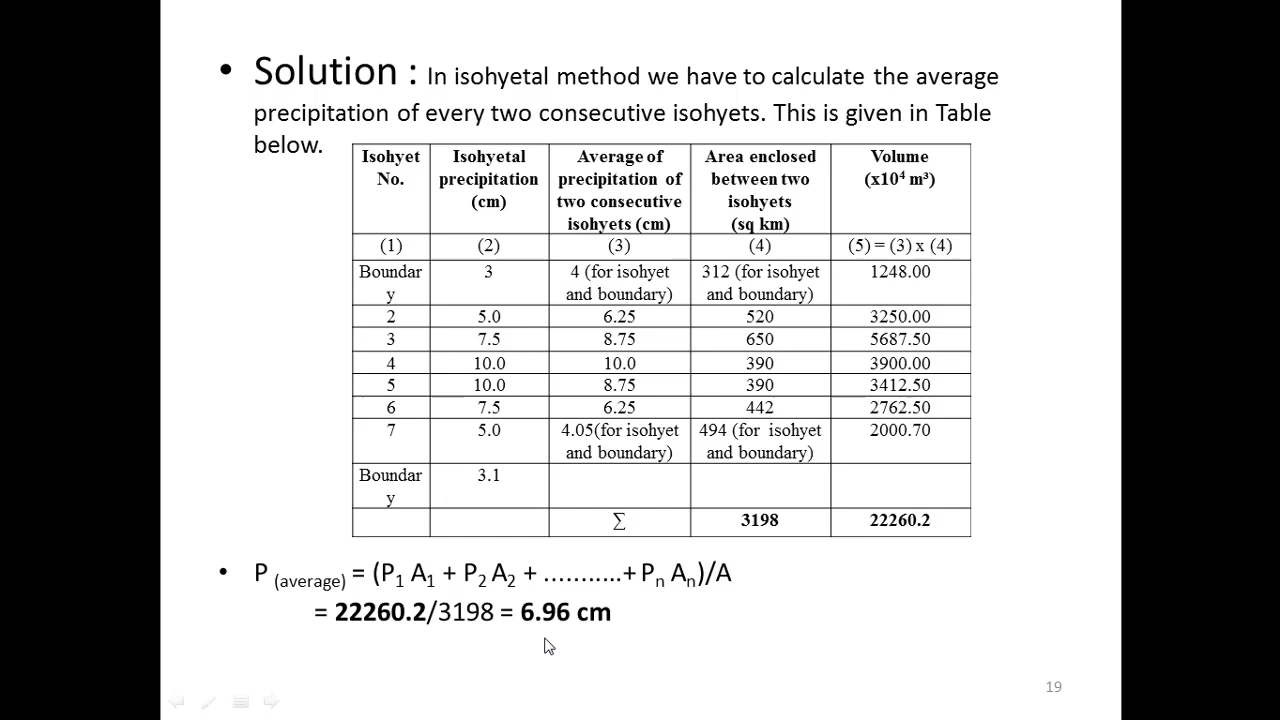 • Solution : In isohyetal method we have to calculate the average
precipitation of every two consecutive isohyets. This is given in Table
below.
Isohyet No. | Isohyetal precipitation (cm) | Average of precipitation of two consecutive isohyets (cm) | Area enclosed between two isohyets (sq km) | Volume (x10⁴ m³)
(1) | (2) | (3) | (4) | (5) = (3) x (4)
Boundar y | 3 | 4 (for isohyet and boundary) | 312 (for isohyet and boundary) | 1248.00
2 | 5.0 | 6.25 | 520 | 3250.00
3 | 7.5 | 8.75 | 650 | 5687.50
4 | 10.0 | 10.0 | 390 | 3900.00
5 | 10.0 | 8.75 | 390 | 3412.50
6 | 7.5 | 6.25 | 442 | 2762.50
7 | 5.0 | 4.05(for isohyet and boundary) | 494 (for isohyet and boundary) | 2000.70
Boundar y | 3.1
∑ | 3198 | 22260.2
• P (average) = (P₁ A₁ + P₂ A₂ + ...........+ Pₙ Aₙ)/A
= 22260.2/3198 = 6.96 cm
19